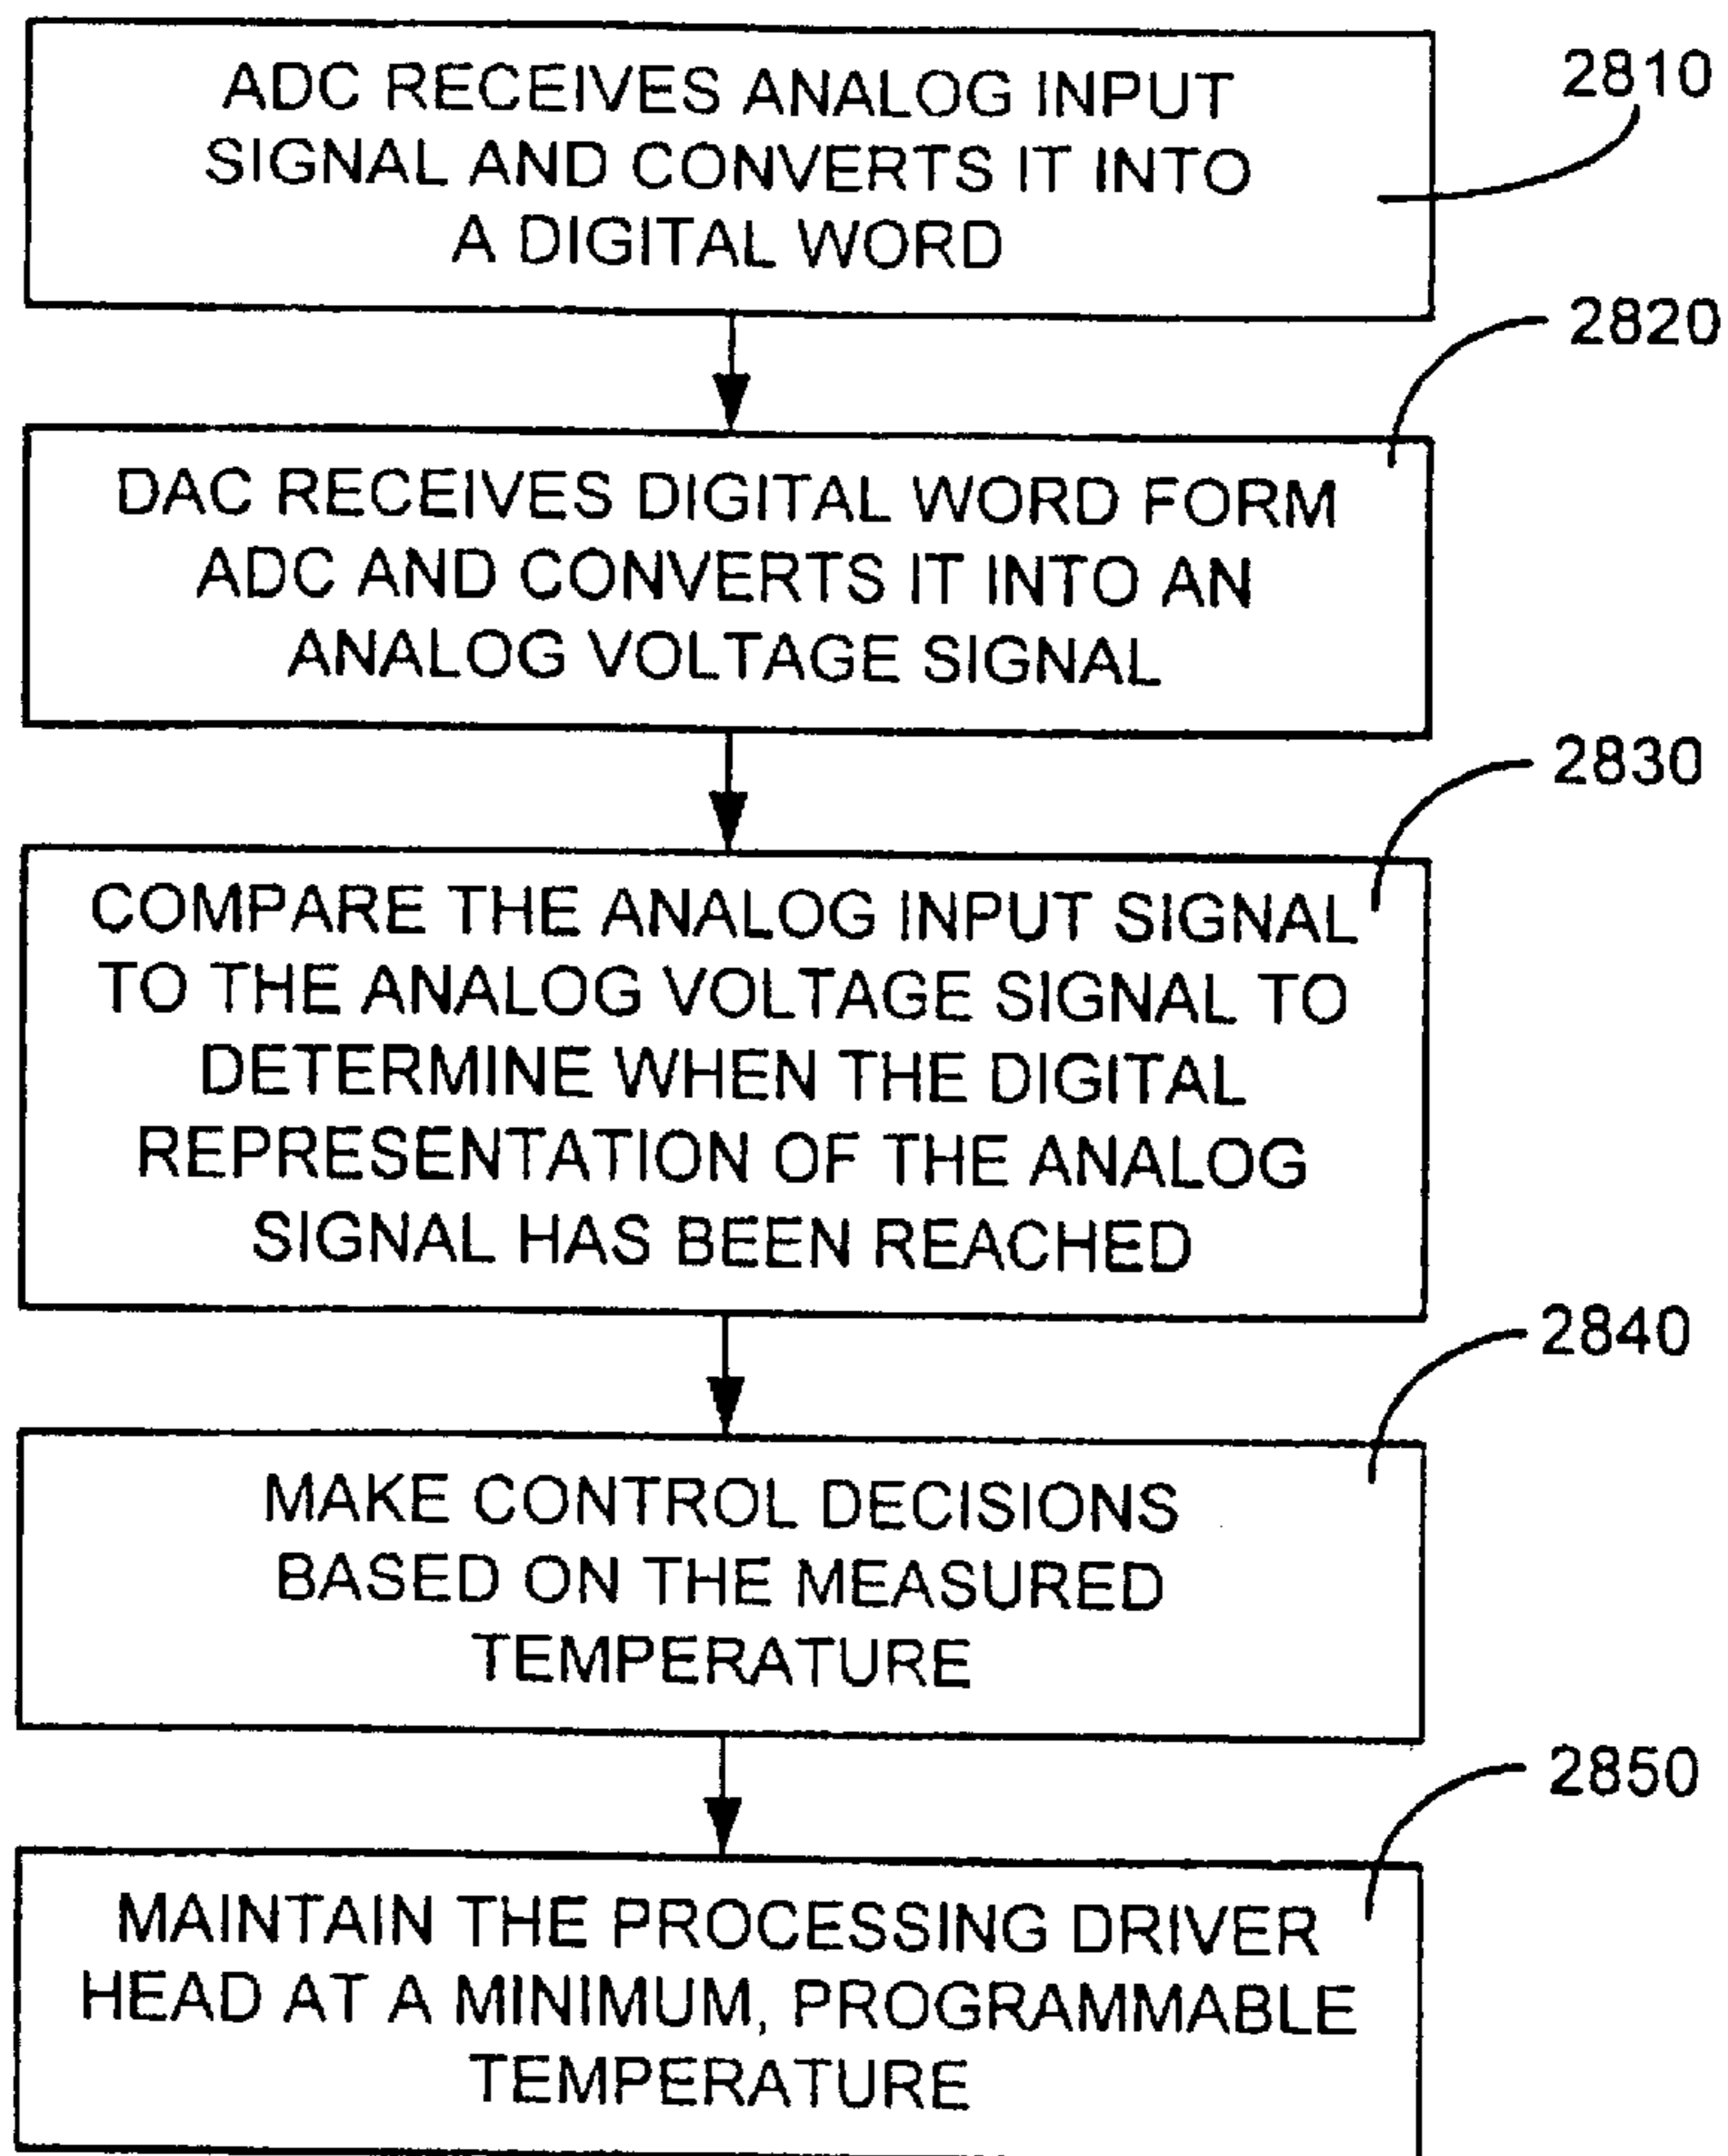 ADC RECEIVES ANALOG INPUT
SIGNAL AND CONVERTS IT INTO
A DIGITAL WORD
2810
DAC RECEIVES DIGITAL WORD FORM
ADC AND CONVERTS IT INTO AN
ANALOG VOLTAGE SIGNAL
2820
COMPARE THE ANALOG INPUT SIGNAL
TO THE ANALOG VOLTAGE SIGNAL TO
DETERMINE WHEN THE DIGITAL
REPRESENTATION OF THE ANALOG
SIGNAL HAS BEEN REACHED
2830
MAKE CONTROL DECISIONS
BASED ON THE MEASURED
TEMPERATURE
2840
MAINTAIN THE PROCESSING DRIVER
HEAD AT A MINIMUM, PROGRAMMABLE
TEMPERATURE
2850